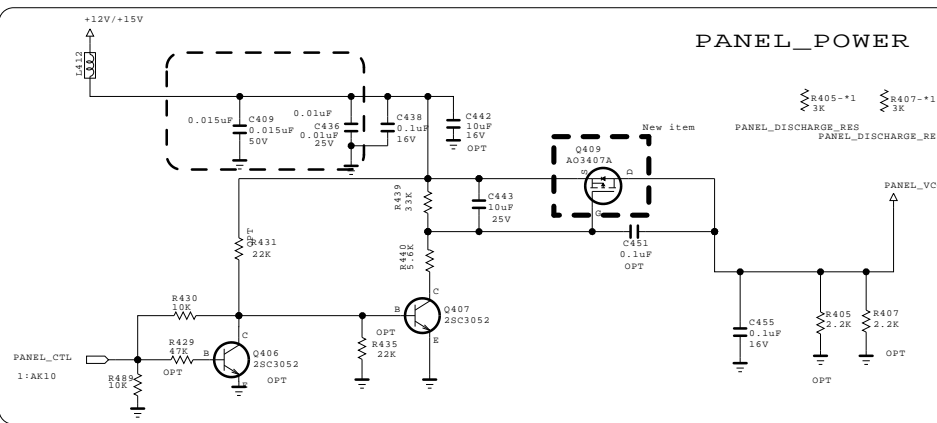 +12V/+15V
PANEL_POWER
L412
R405-*1
3K
R407-*1
3K
PANEL_DISCHARGE_RES
PANEL_DISCHARGE_RE
0.015uF
C409
0.015uF
50V
0.01uF
C436
0.01uF
25V
C438
0.1uF
16V
C442
10uF
16V
OPT
New item
Q409
AO3407A
S
D
G
PANEL_VC
R439
33K
C443
10uF
25V
OPT
R431
22K
R440
5.6K
C451
0.1uF
OPT
R430
10K
C
B
Q407
2SC3052
E
C455
0.1uF
16V
R405
2.2K
OPT
R407
2.2K
OPT
PANEL_CTL
1:AK10
R429
47K
OPT
R489
10K
C
B
Q406
2SC3052
E
OPT
OPT
R435
22K